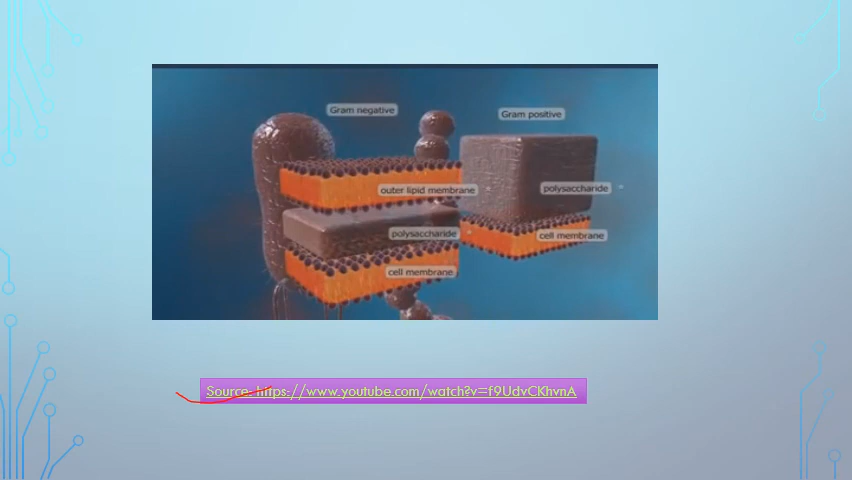 Gram negative
Gram positive
outer lipid membrane
polysaccharide
polysaccharide
cell membrane
cell membrane
Source: https://www.youtube.com/watch?v=f9UdvCKhvnA